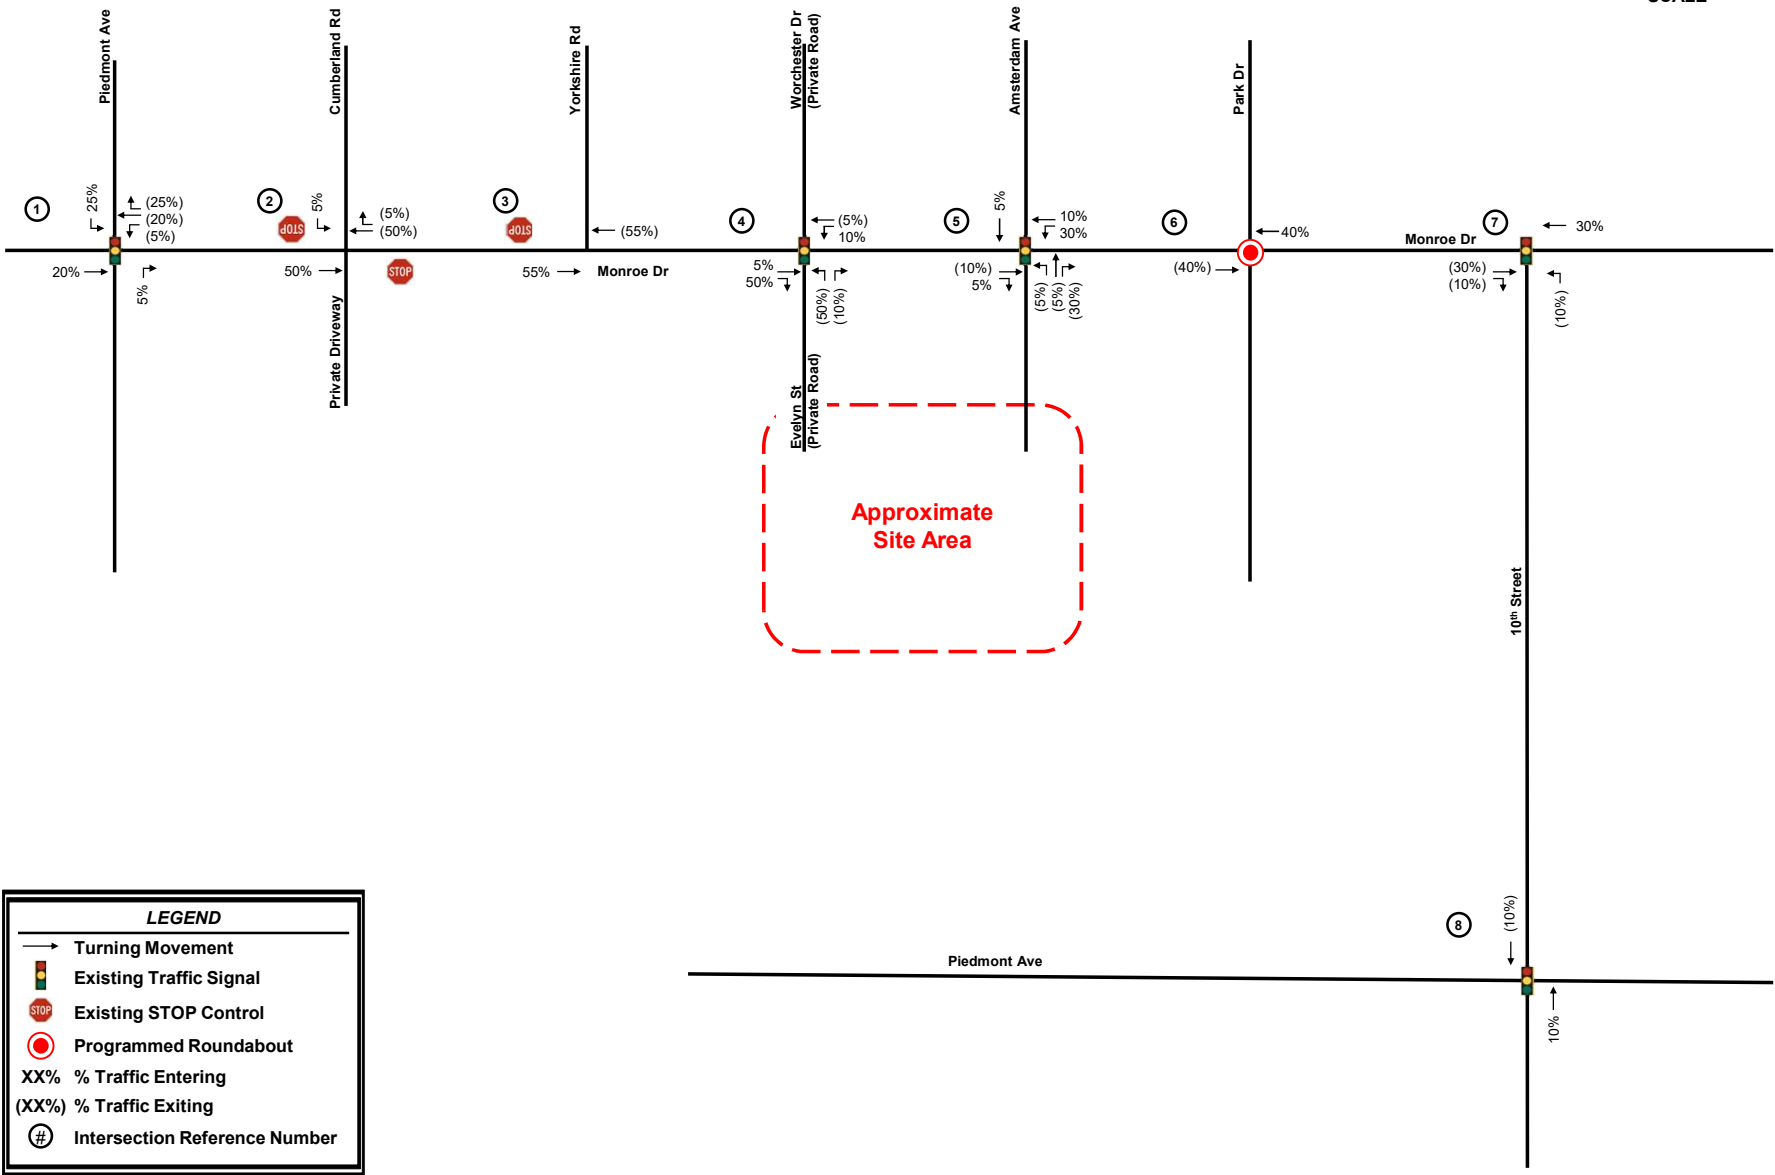 Piedmont Ave
Cumberland Rd
Yorkshire Rd
Worchester Dr
(Private Road)
Amsterdam Ave
Park Dr
1
25%
(25%)
(20%)
(5%)
20%
5%
2
STOP
5%
(5%)
(50%)
50%
STOP
Private Driveway
3
STOP
(55%)
55%
Monroe Dr
4
(5%)
10%
5%
50%
(50%)
(10%)
Evelyn St
(Private Road)
5
5%
10%
30%
(10%)
5%
(5%)
(5%)
(30%)
6
40%
(40%)
Monroe Dr
7
30%
(30%)
(10%)
(10%)
Approximate
Site Area
10th Street
8
(10%)
Piedmont Ave
10%
LEGEND
Turning Movement
Existing Traffic Signal
STOP Existing STOP Control
Programmed Roundabout
XX% % Traffic Entering
(XX%) % Traffic Exiting
# Intersection Reference Number